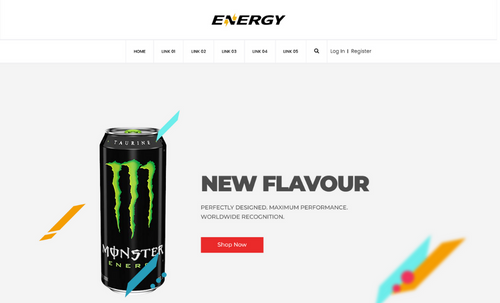 ENERGY
HOME LINK 01 LINK 02 LINK 03 LINK 04 LINK 05 Log In | Register
TAURINE
MONSTER
ENERGY
NEW FLAVOUR
PERFECTLY DESIGNED. MAXIMUM PERFORMANCE.
WORLDWIDE RECOGNITION.
Shop Now